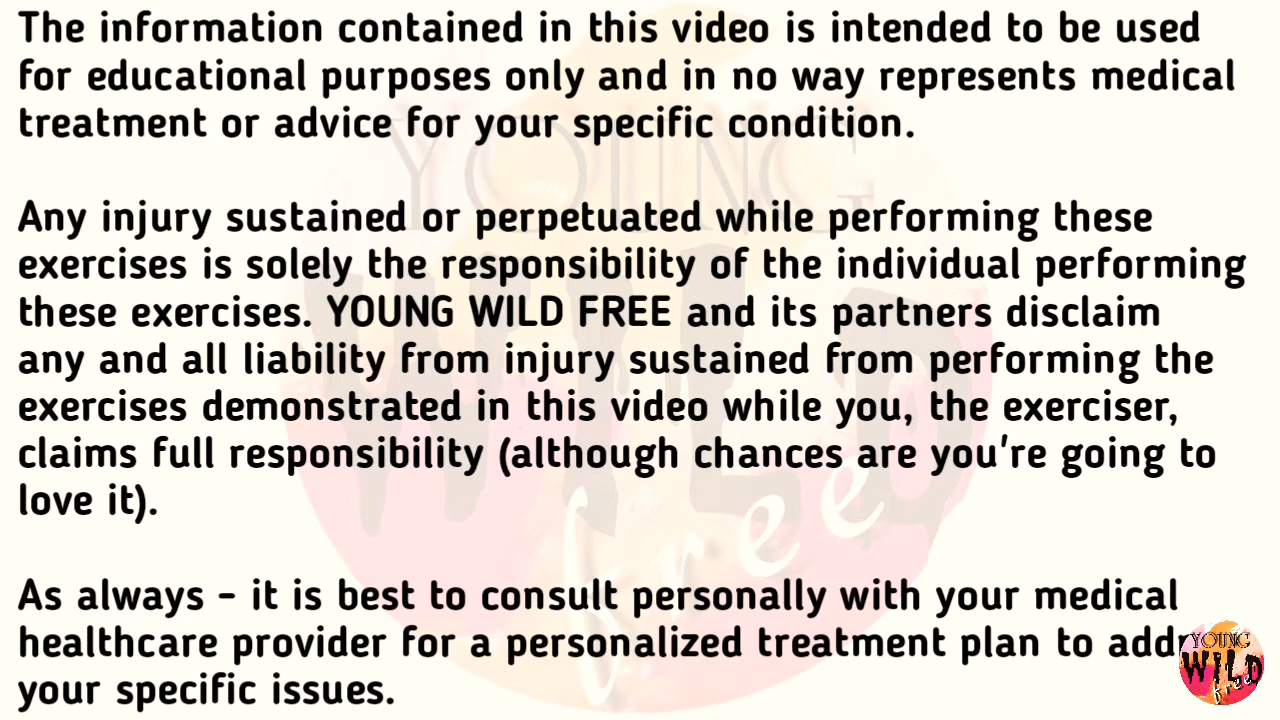 The information contained in this video is intended to be used
for educational purposes only and in no way represents medical
treatment or advice for your specific condition.
Any injury sustained or perpetuated while performing these
exercises is solely the responsibility of the individual performing
these exercises. YOUNG WILD FREE and its partners disclaim
any and all liability from injury sustained from performing the
exercises demonstrated in this video while you, the exerciser,
claims full responsibility (although chances are you're going to
love it).
As always - it is best to consult personally with your medical
healthcare provider for a personalized treatment plan to
your specific issues.
YOUNG
WILD
free
YOUNG
WILD
free